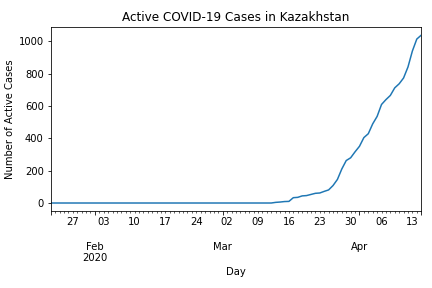 Active COVID-19 Cases in Kazakhstan
Number of Active Cases
1000
800
600
400
200
0
27 03 10 17 24 02 09 16 23 30 06 13
Feb Mar Apr
2020
Day